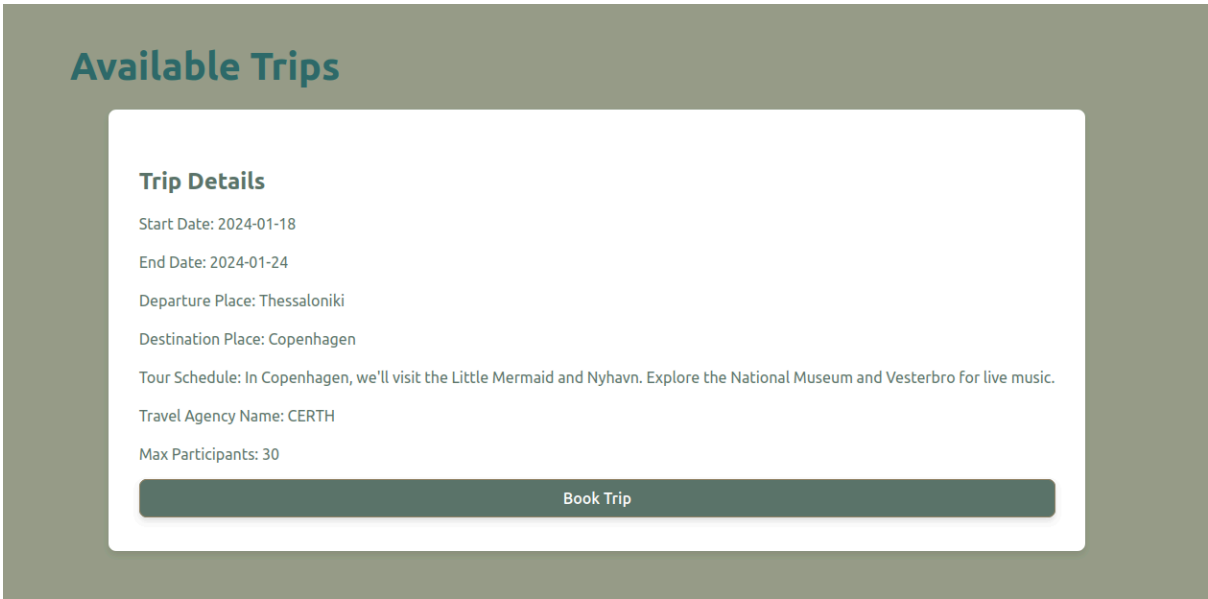 Available Trips
Trip Details
Start Date: 2024-01-18
End Date: 2024-01-24
Departure Place: Thessaloniki
Destination Place: Copenhagen
Tour Schedule: In Copenhagen, we'll visit the Little Mermaid and Nyhavn. Explore the National Museum and Vesterbro for live music.
Travel Agency Name: CERTH
Max Participants: 30
Book Trip